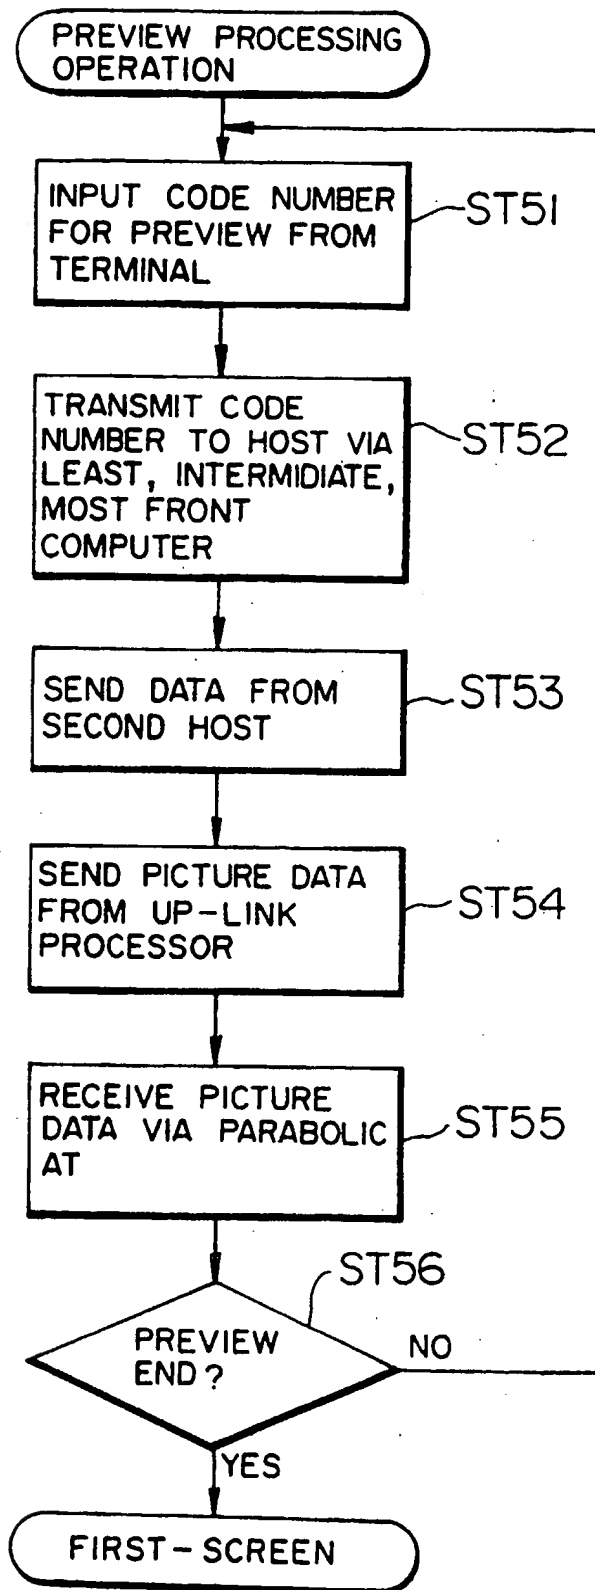 PREVIEW PROCESSING
OPERATION
INPUT CODE NUMBER
FOR PREVIEW FROM
TERMINAL
ST51
TRANSMIT CODE
NUMBER TO HOST VIA
LEAST, INTERMIDIATE,
MOST FRONT
COMPUTER
ST52
SEND DATA FROM
SECOND HOST
ST53
SEND PICTURE DATA
FROM UP-LINK
PROCESSOR
ST54
RECEIVE PICTURE
DATA VIA PARABOLIC
AT
ST55
ST56
PREVIEW
END?
NO
YES
FIRST-SCREEN